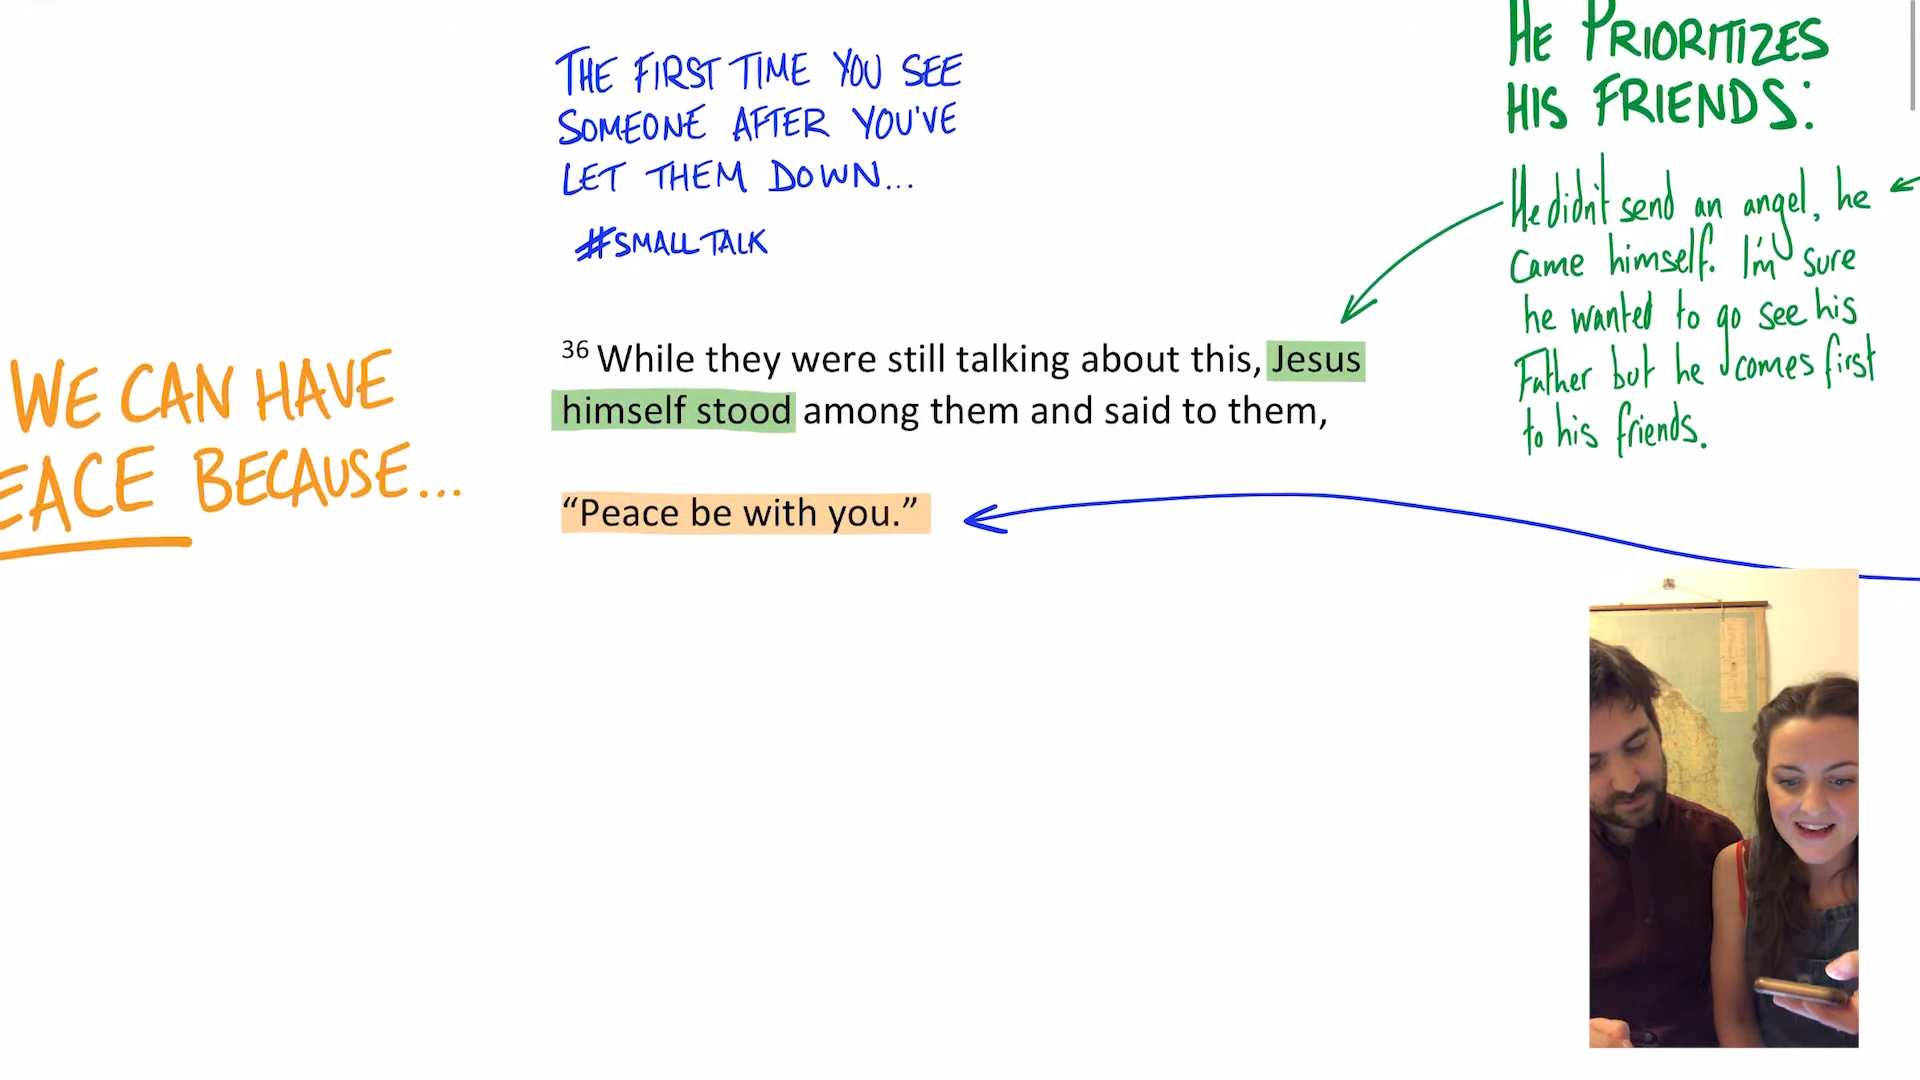 THE FIRST TIME YOU SEE
SOMEONE AFTER YOU'VE
LET THEM DOWN...
#SMALL TALK
HE PRIORITIZES
HIS FRIENDS:
He didn't send an angel, he
came himself. I'm sure
he wanted to go see his
Father but he comes first
to his friends.
WE CAN HAVE
EACE BECAUSE...
36 While they were still talking about this, Jesus
himself stood among them and said to them,
“Peace be with you.”